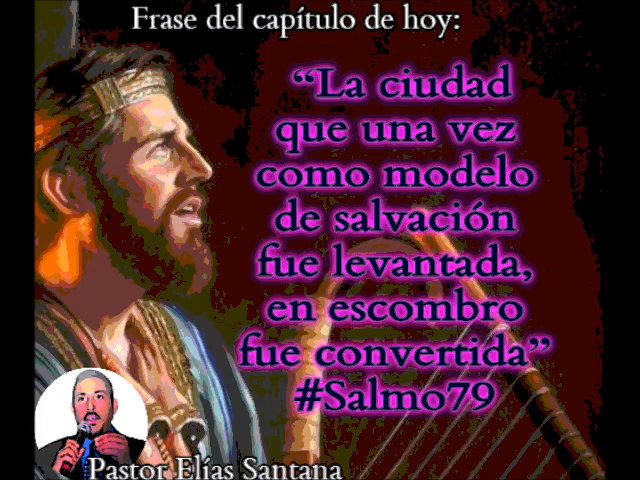 Frase del capítulo de hoy:
“La ciudad
que una vez
como modelo
de salvación
fue levantada,
en escombro
fue convertida”
#Salmo79
Pastor Elías Santana